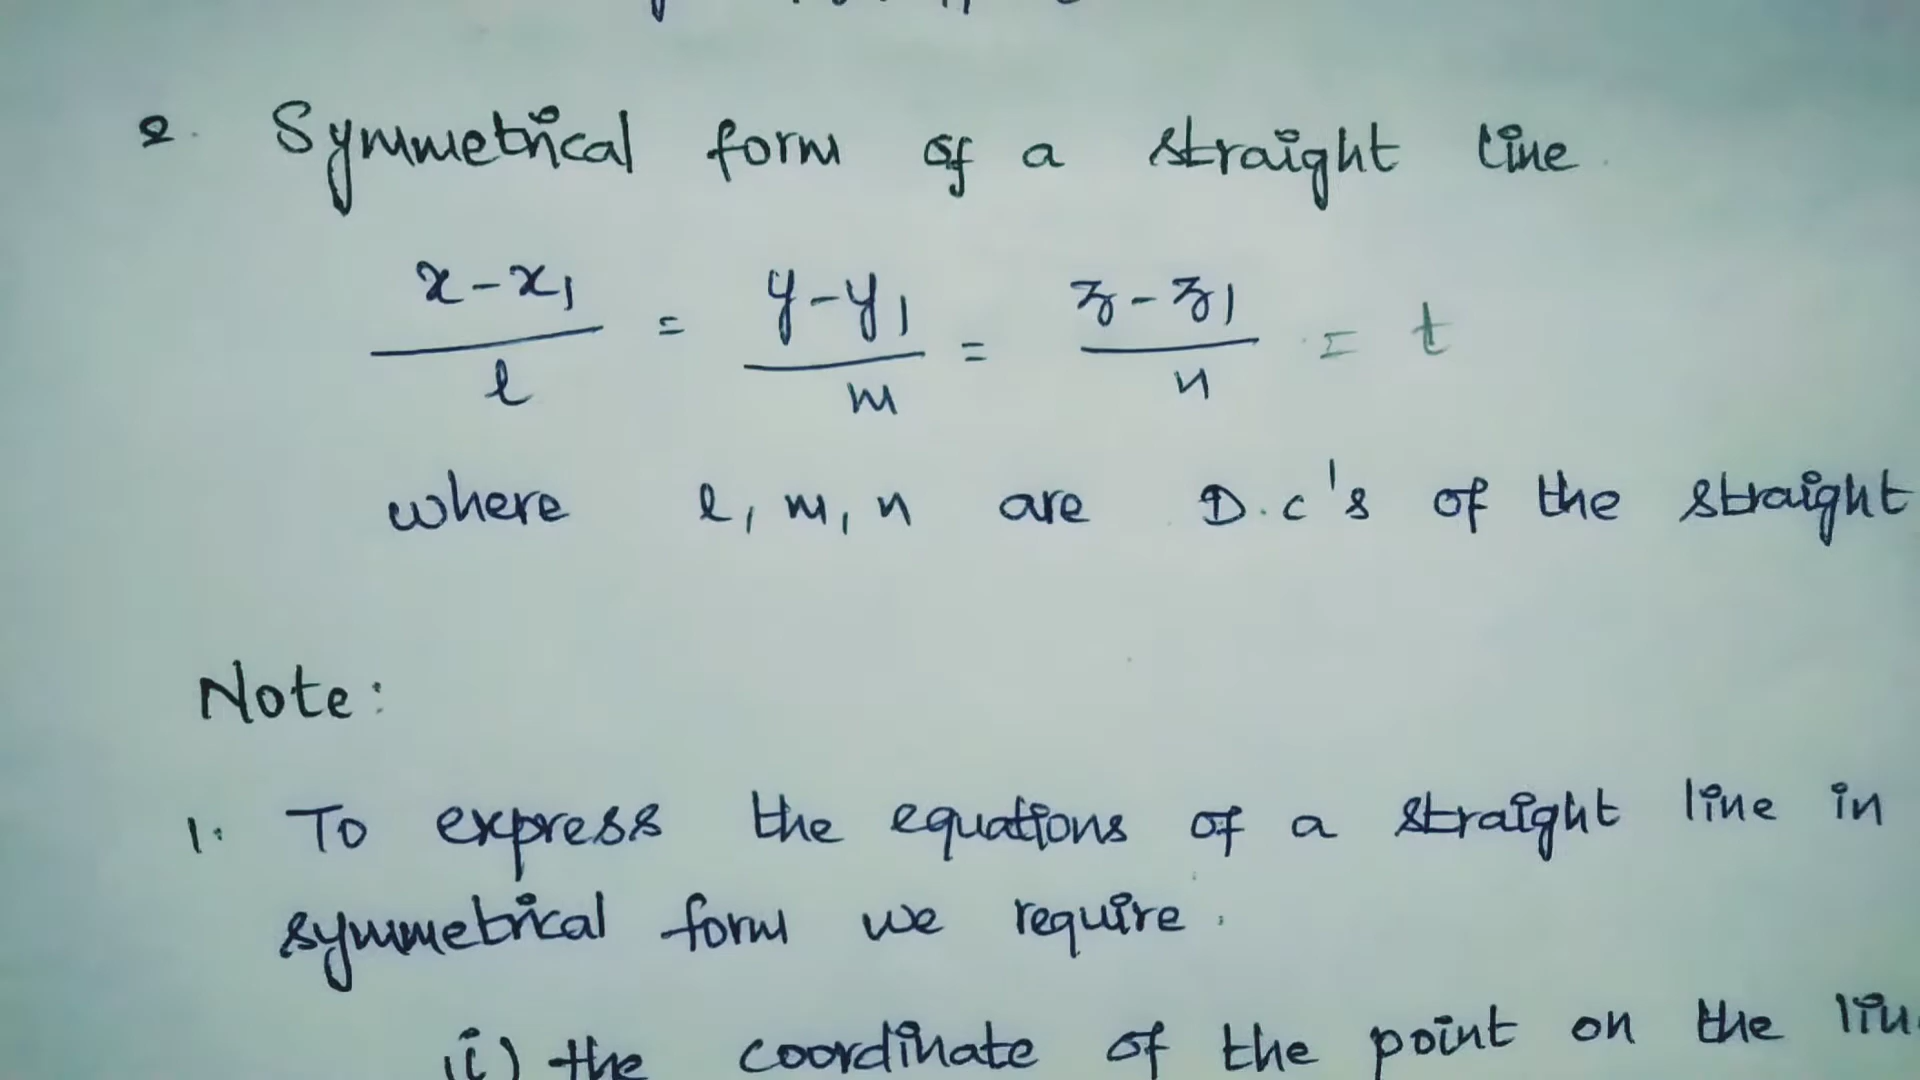 2. Symmetrical form of a straight line.
x-x₁/l = y-y₁/m = z-z₁/n = t
where l, m, n are D.c's of the straight
Note:
1. To express the equations of a straight line in
symmetrical form we require.
(i) the coordinate of the point on the